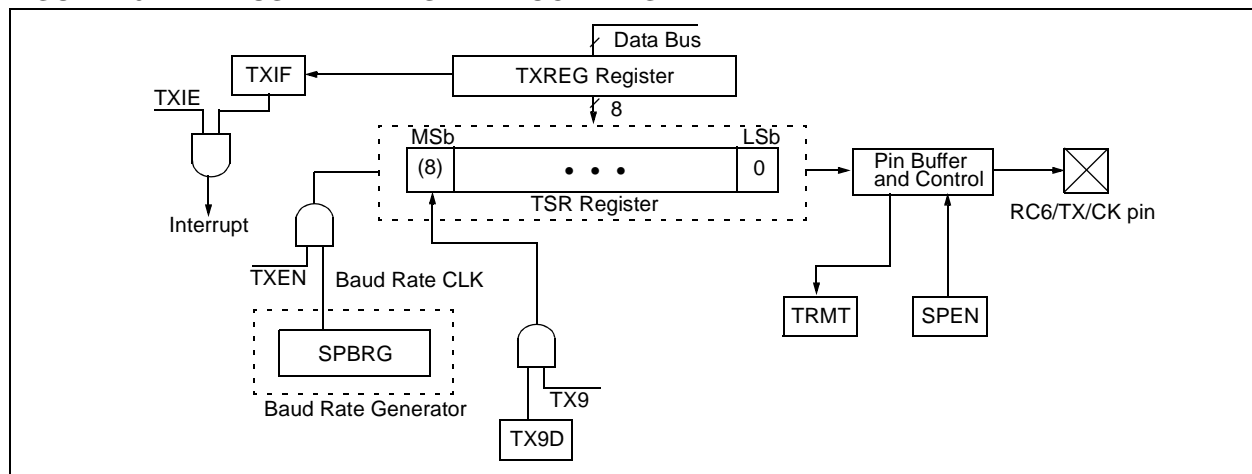 Data Bus
TXIF
TXREG Register
TXIE
8
MSb
LSb
(8)
• • •
0
Pin Buffer
and Control
TSR Register
Interrupt
RC6/TX/CK pin
TXEN
Baud Rate CLK
TRMT
SPEN
SPBRG
TX9
Baud Rate Generator
TX9D